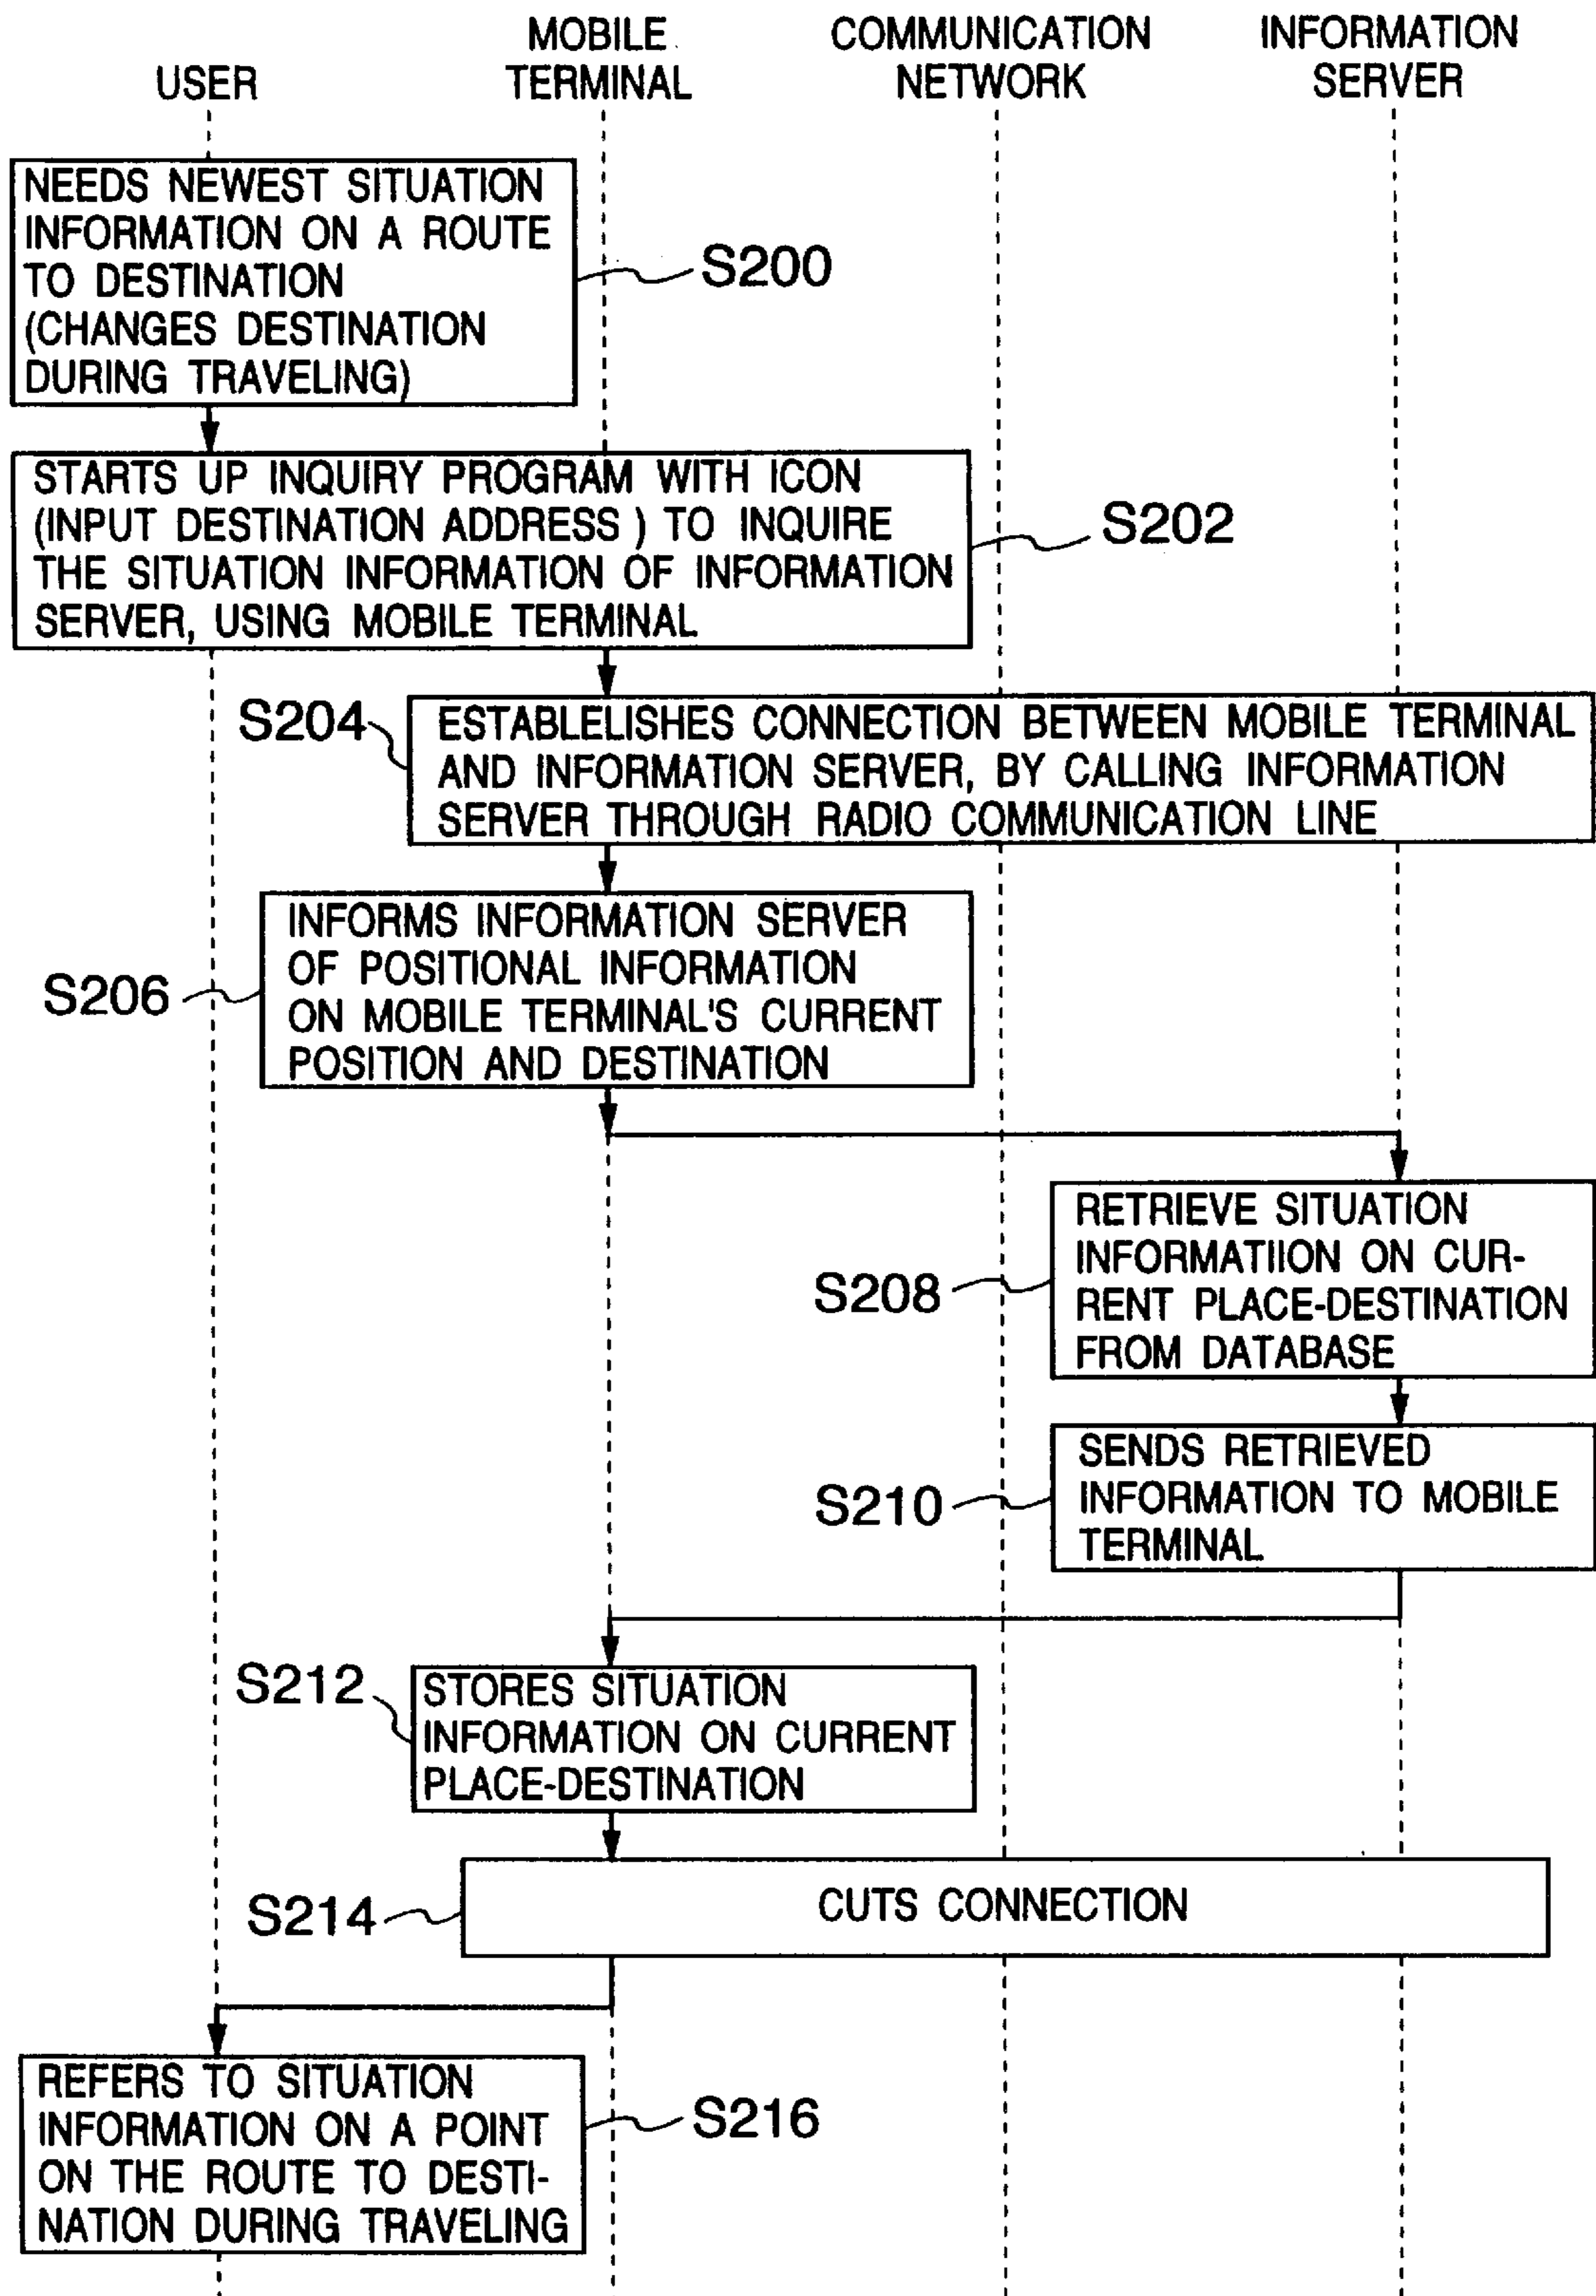 USER
MOBILE
TERMINAL
COMMUNICATION
NETWORK
INFORMATION
SERVER
NEEDS NEWEST SITUATION
INFORMATION ON A ROUTE
TO DESTINATION
(CHANGES DESTINATION
DURING TRAVELING)
S200
STARTS UP INQUIRY PROGRAM WITH ICON
(INPUT DESTINATION ADDRESS ) TO INQUIRE
THE SITUATION INFORMATION OF INFORMATION
SERVER, USING MOBILE TERMINAL
S202
S204
ESTABLELISHES CONNECTION BETWEEN MOBILE TERMINAL
AND INFORMATION SERVER, BY CALLING INFORMATION
SERVER THROUGH RADIO COMMUNICATION LINE
S206
INFORMS INFORMATION SERVER
OF POSITIONAL INFORMATION
ON MOBILE TERMINAL'S CURRENT
POSITION AND DESTINATION
S208
RETRIEVE SITUATION
INFORMATIION ON CUR-
RENT PLACE-DESTINATION
FROM DATABASE
S210
SENDS RETRIEVED
INFORMATION TO MOBILE
TERMINAL
S212
STORES SITUATION
INFORMATION ON CURRENT
PLACE-DESTINATION
S214
CUTS CONNECTION
REFERS TO SITUATION
INFORMATION ON A POINT
ON THE ROUTE TO DESTI-
NATION DURING TRAVELING
S216